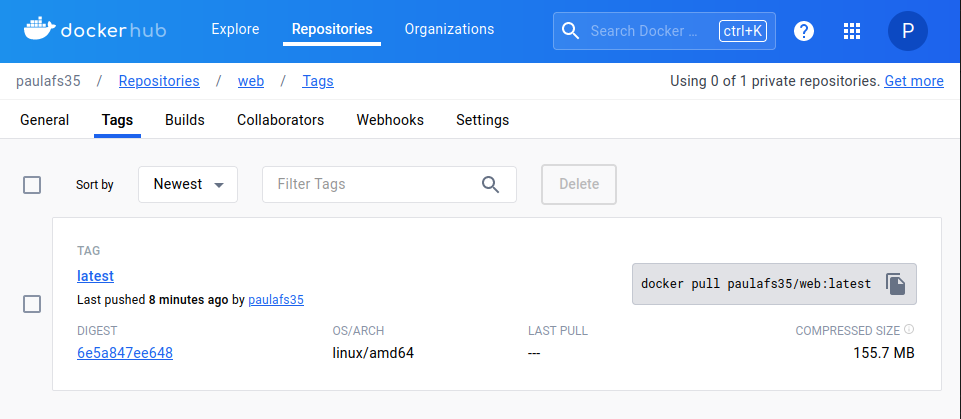 docker hub Explore Repositories Organizations Search Docker ... ctrl+K ? P
paulafs35 / Repositories / web / Tags Using 0 of 1 private repositories. Get more
General Tags Builds Collaborators Webhooks Settings
Sort by Newest Filter Tags Delete
TAG
latest
docker pull paulafs35/web:latest
Last pushed 8 minutes ago by paulafs35
DIGEST OS/ARCH LAST PULL COMPRESSED SIZE
6e5a847ee648 linux/amd64 --- 155.7 MB